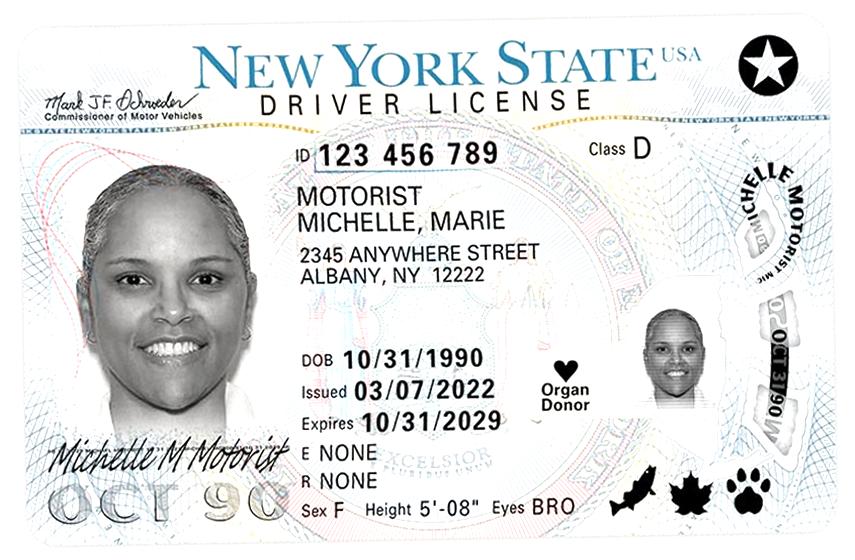 NEW YORK STATE USA
DRIVER LICENSE
Mark J.F. Schroeder
Commissioner of Motor Vehicles
ID 123 456 789
Class D
MOTORIST
MICHELLE, MARIE
2345 ANYWHERE STREET
ALBANY, NY 12222
DOB 10/31/1990
Issued 03/07/2022
Expires 10/31/2029
E NONE
R NONE
Sex F Height 5'-08" Eyes BRO
Organ
Donor
Michelle M Motorist
OCT 90
EXCELSIOR
MICHELLE MOTORIST
OCT 31/90